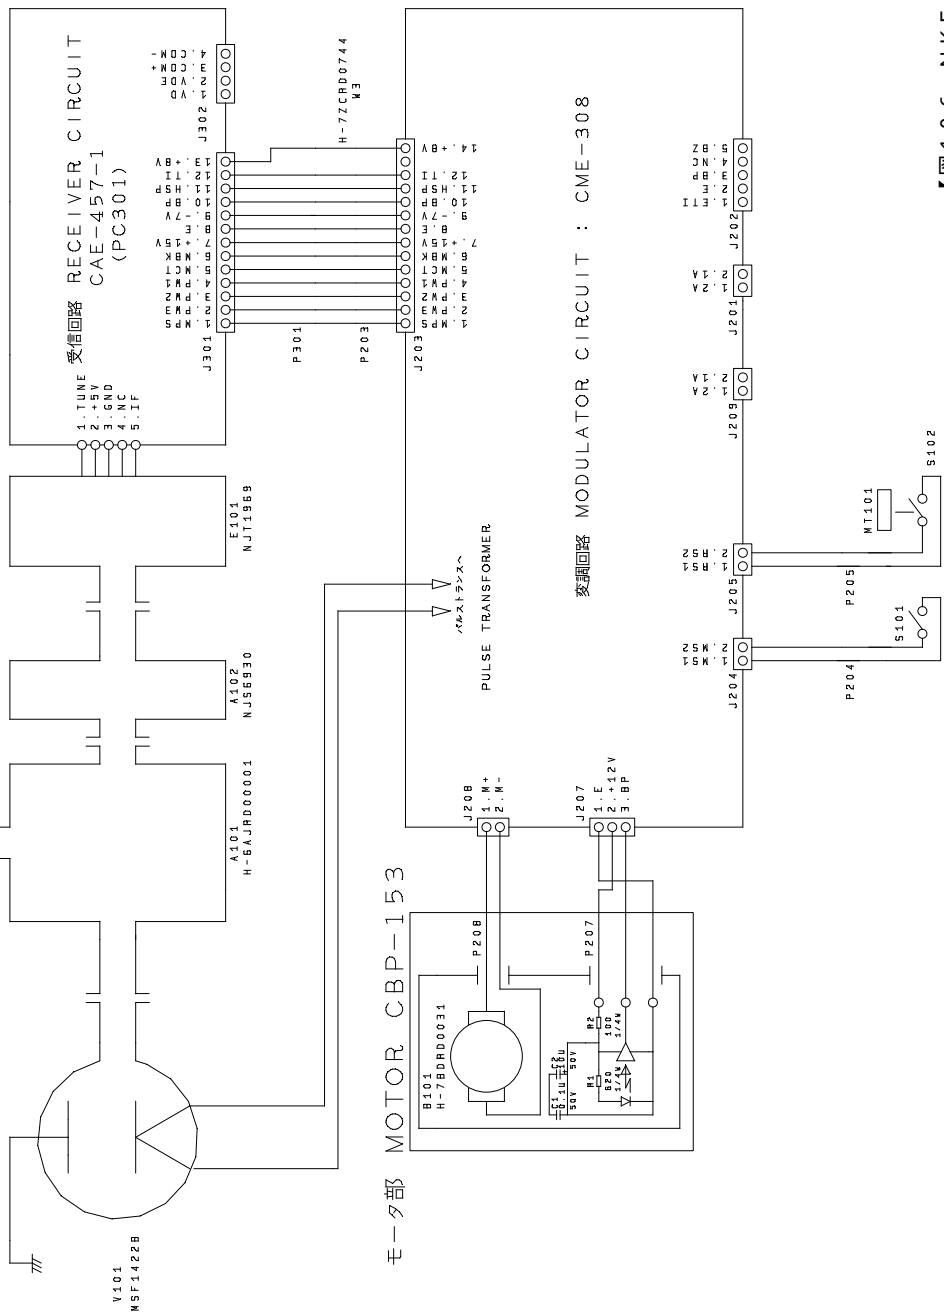 受信回路 RECEIVER CIRCUIT
CAE-457-1
(PC301)
1.VD
2.CVDE
3.COM+
4.COM-
J302
1.TUNE
2.+5V
3.GND
4.NC
5.IF
1.MPS
2.PW3
3.PW2
4.PW1
5.MCT
6.MBK
7.+15V
8.E
9.-7V
10.BP
11.HSP
12.TI
13.+8V
J301
P301
P203
H-7ZCRD0744
W3
J203
1.MPS
2.PW3
3.PW2
4.PW1
5.MCT
6.MBK
7.+15V
8.E
9.-7V
10.BP
11.HSP
12.TI
14.+8V
変調回路 MODULATOR CIRCUIT : CME-308
パルストランスへ
PULSE TRANSFORMER
1.ETI
2.E
3.BP
4.NC
5.BZ
J202
1.2A
2.1A
J201
1.2A
2.1A
J209
1.RS1
2.RS2
J205
1.MS1
2.MS2
J204
P205
P204
MT101
S102
S101
E101
NJT1969
A102
NJS6930
A101
H-6AJRD00001
V101
MSF1422B
J208
1.M+
2.M-
J207
1.E
2.+12V
3.BP
モータ部 MOTOR CBP-153
P208
P207
B101
H-7BDRD0031
C1
0.1U
50V
C2
10U
50V
R1
820
1/4W
R2
100
1/4W